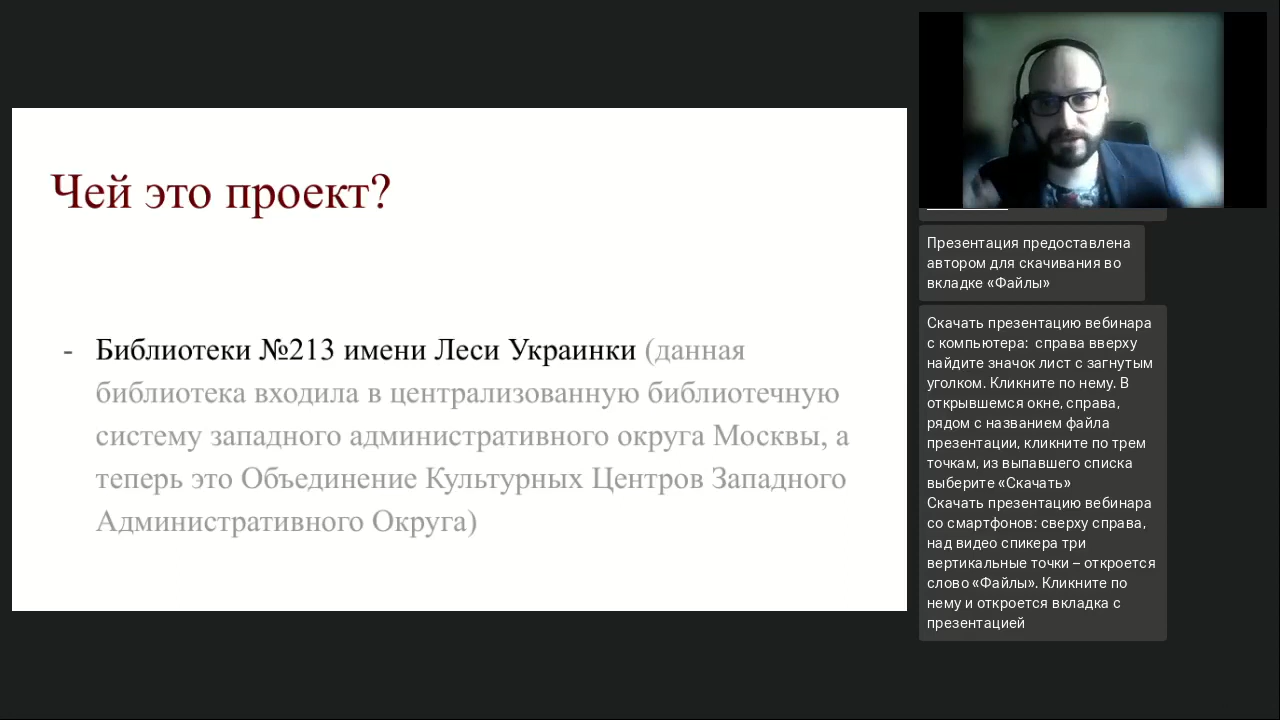 Чей это проект?
- Библиотеки №213 имени Леси Украинки (данная
библиотека входила в централизованную библиотечную
систему западного административного округа Москвы, а
теперь это Объединение Культурных Центров Западного
Административного Округа)
Презентация предоставлена
автором для скачивания во
вкладке «Файлы»
Скачать презентацию вебинара
с компьютера: справа вверху
найдите значок лист с загнутым
уголком. Кликните по нему. В
открывшемся окне, справа,
рядом с названием файла
презентации, кликните по трем
точкам, из выпавшего списка
выберите «Скачать»
Скачать презентацию вебинара
со смартфонов: сверху справа,
над видео спикера три
вертикальные точки – откроется
слово «Файлы». Кликните по
нему и откроется вкладка с
презентацией